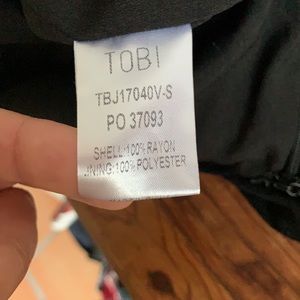 TOBI
TBJ17040V-S
PO 37093
SHELL:100% RAYON
LINING:100% POLYESTER